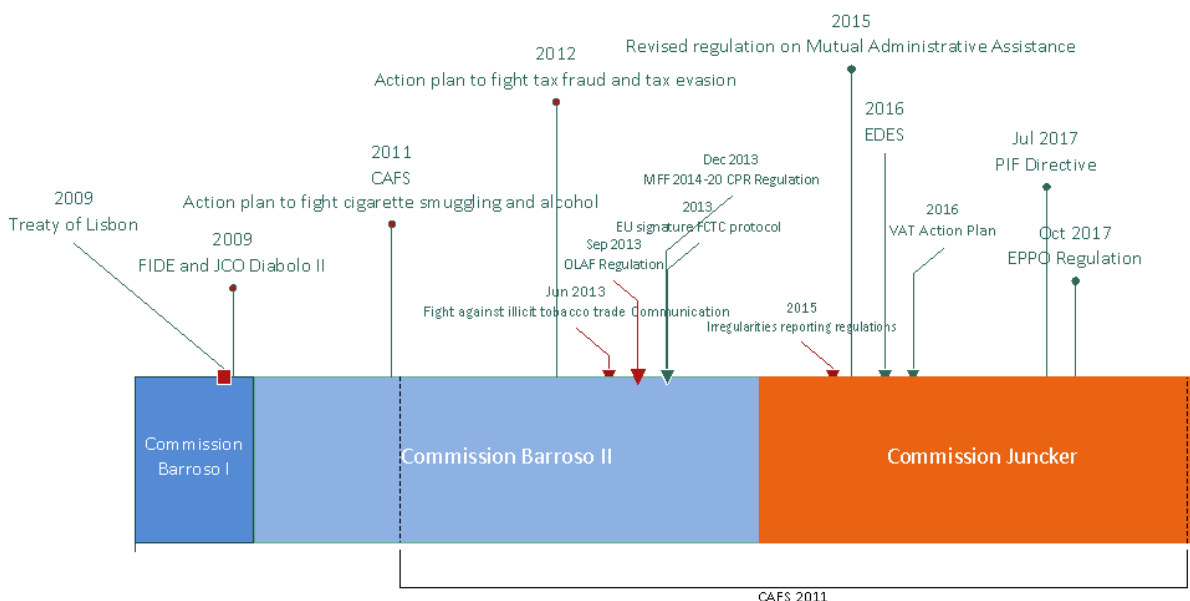 2015
Revised regulation on Mutual Administrative Assistance
2012
Action plan to fight tax fraud and tax evasion
2016
EDES
Jul 2017
PIF Directive
2011
CAFS
Action plan to fight cigarette smuggling and alcohol
Dec 2013
MFF 2014-20 CPR Regulation
2009
Treaty of Lisbon
2013
EU signature FCTC protocol
2016
VAT Action Plan
Oct 2017
EPPO Regulation
2009
FIDE and JCO Diabolo II
Sep 2013
OLAF Regulation
Jun 2013
Fight against illicit tobacco trade Communication
2015
Irregularities reporting regulations
Commission
Barroso I
Commission Barroso II
Commission Juncker
CAFS 2011